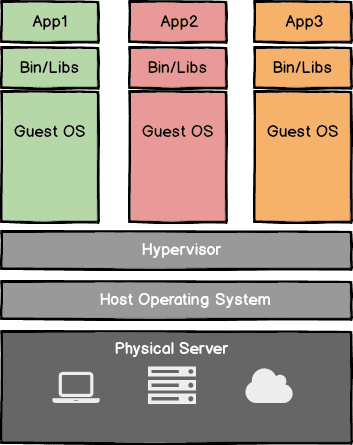 App1
App2
App3
Bin/Libs
Bin/Libs
Bin/Libs
Guest OS
Guest OS
Guest OS
Hypervisor
Host Operating System
Physical Server